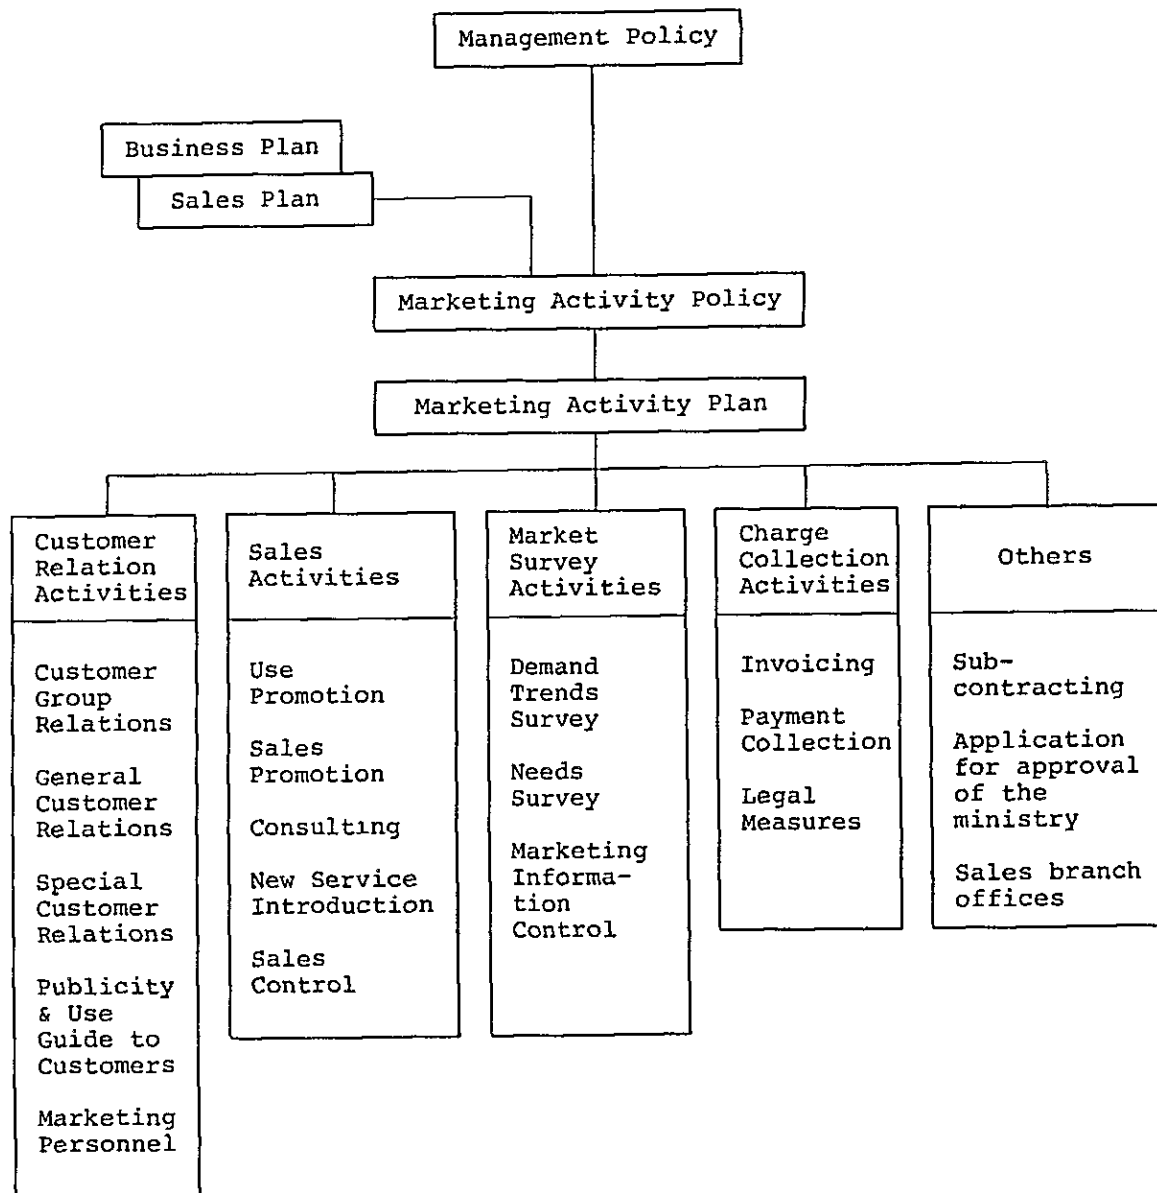 Management Policy
Business Plan
Sales Plan
Marketing Activity Policy
Marketing Activity Plan
Customer
Relation
Activities
Customer
Group
Relations
General
Customer
Relations
Special
Customer
Relations
Publicity
& Use
Guide to
Customers
Marketing
Personnel
Sales
Activities
Use
Promotion
Sales
Promotion
Consulting
New Service
Introduction
Sales
Control
Market
Survey
Activities
Demand
Trends
Survey
Needs
Survey
Marketing
Informa-
tion
Control
Charge
Collection
Activities
Invoicing
Payment
Collection
Legal
Measures
Others
Sub-
contracting
Application
for approval
of the
ministry
Sales branch
offices